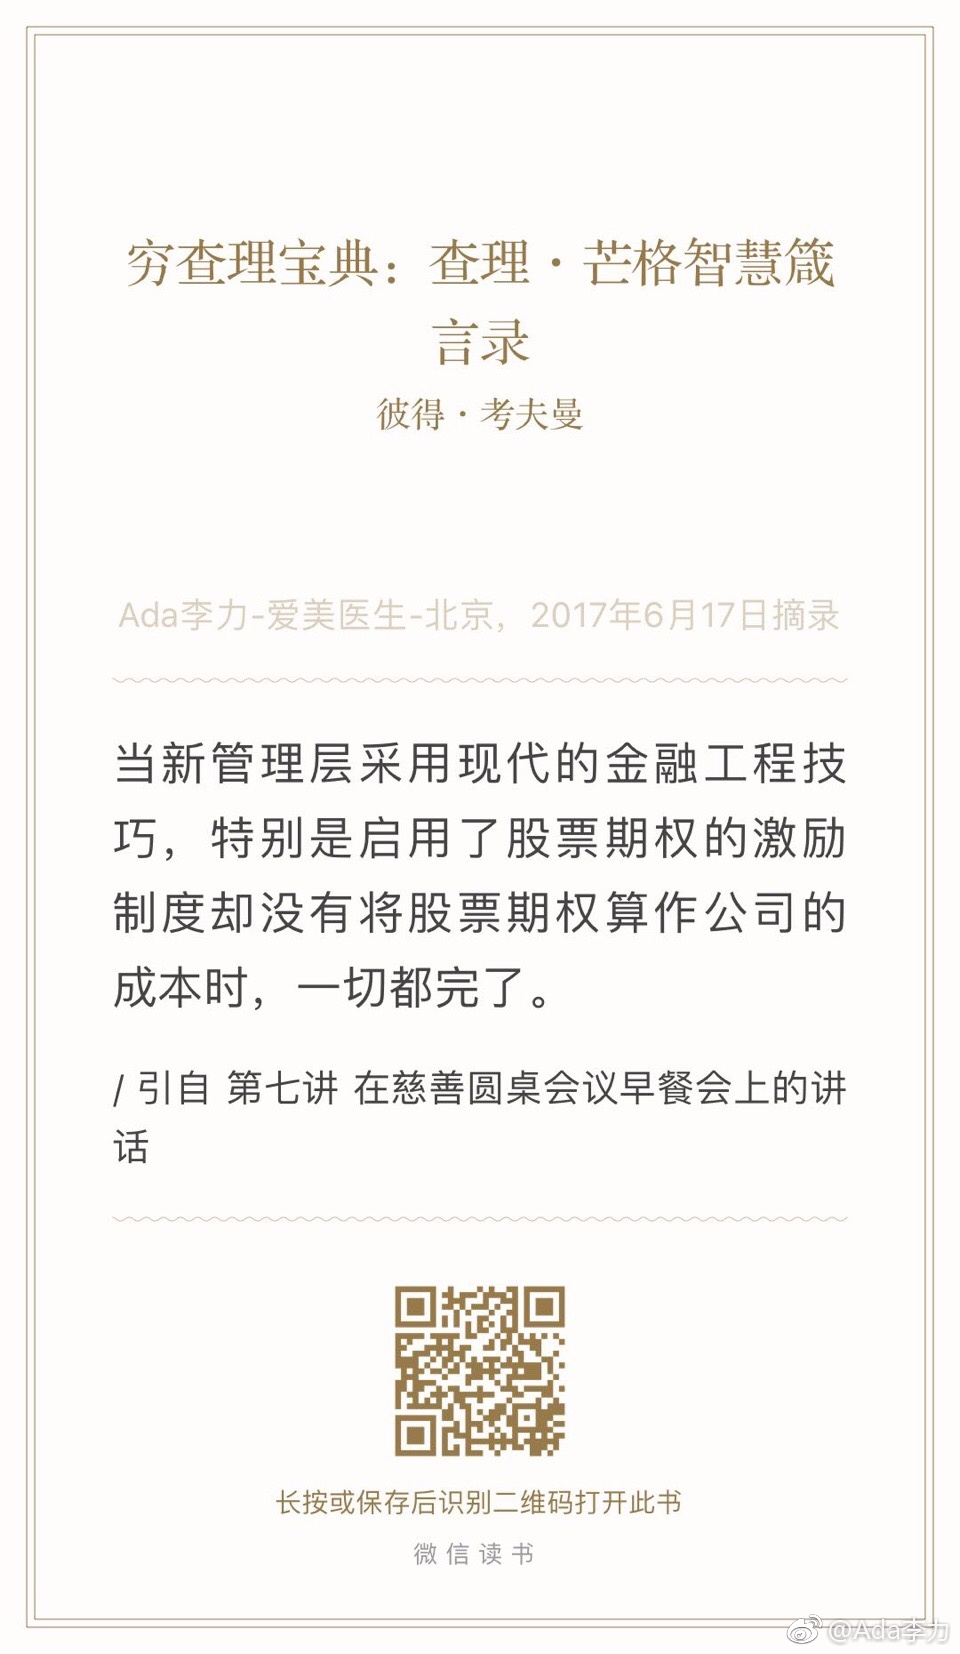 穷查理宝典：查理·芒格智慧箴
言录
彼得·考夫曼
Ada李力-爱美医生-北京，2017年6月17日摘录
当新管理层采用现代的金融工程技
巧，特别是启用了股票期权的激励
制度却没有将股票期权算作公司的
成本时，一切都完了。
/ 引自 第七讲 在慈善圆桌会议早餐会上的讲
话
长按或保存后识别二维码打开此书
微信读书
@Ada李力